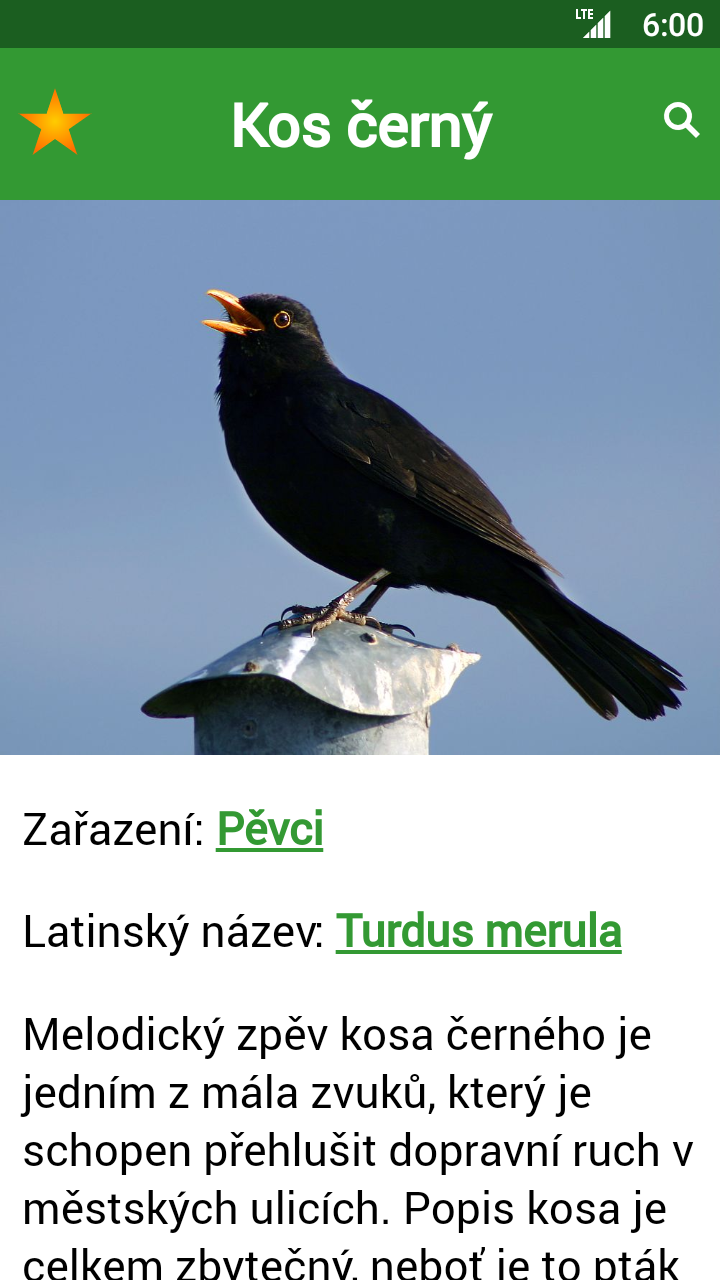 LTE 6:00
Kos černý
Zařazení: Pěvci
Latinský název: Turdus merula
Melodický zpěv kosa černého je
jedním z mála zvuků, který je
schopen přehlušit dopravní ruch v
městských ulicích. Popis kosa je
celkem zbytečný, neboť je to pták